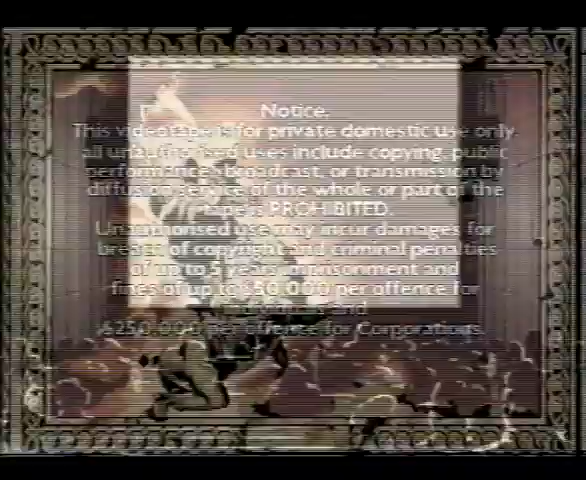 Notice.
This videotape is for private domestic use only
all unauthorised uses include copying, public
performance, broadcast, or transmission by
diffusion service of the whole or part of the
tape is PROHIBITED.
Unauthorised use may incur damages for
breach of copyright and criminal penalties
of up to 5 years imprisonment and
fines of up to $50,000 per offence for
individuals and
$250,000 per offence for Corporations.